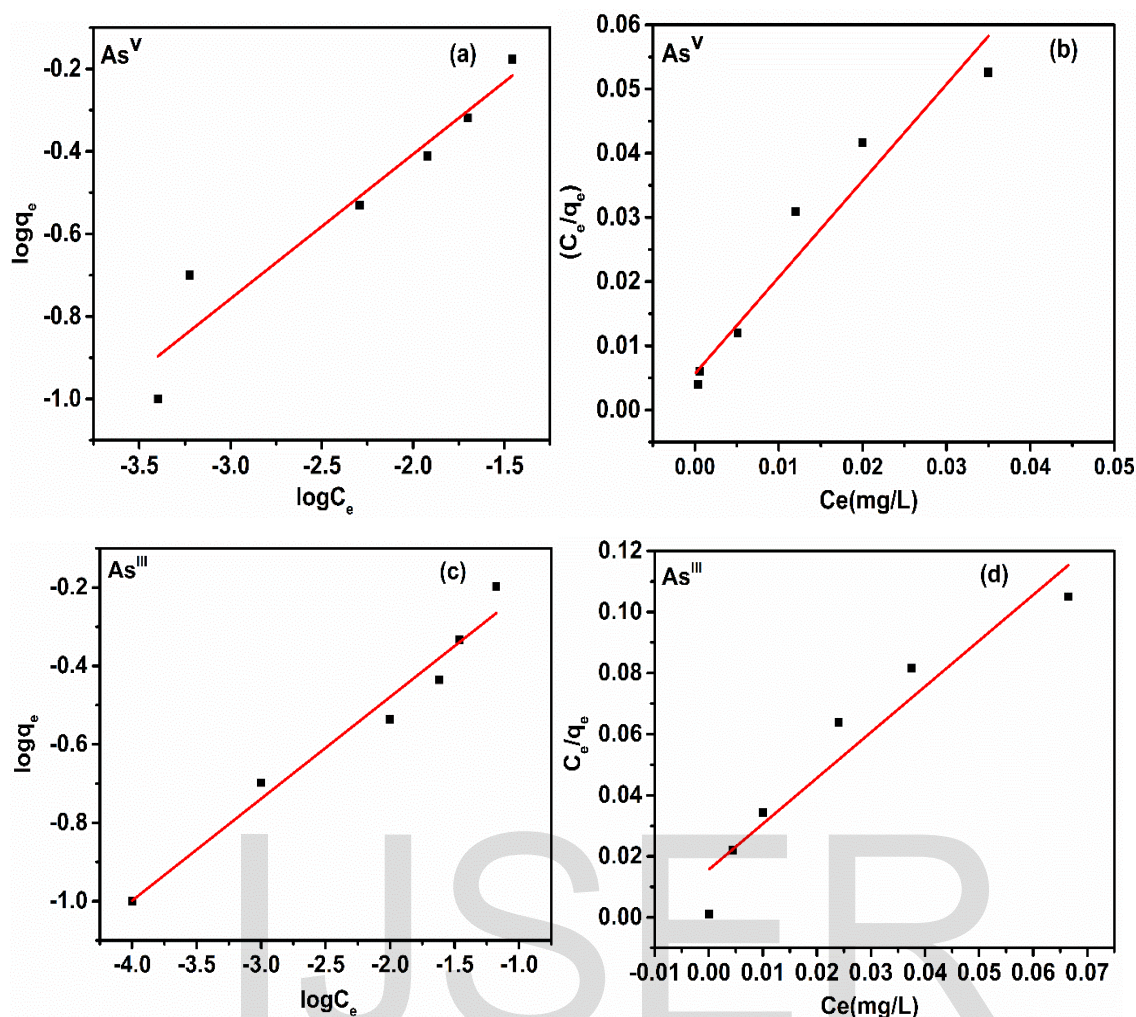 As^V
(a)
-0.2
-0.4
-0.6
-0.8
-1.0
logq_e
-3.5 -3.0 -2.5 -2.0 -1.5
logC_e
As^V
(b)
0.06
0.05
0.04
0.03
0.02
0.01
0.00
(C_e/q_e)
0.00 0.01 0.02 0.03 0.04 0.05
Ce(mg/L)
As^III
(c)
-0.2
-0.4
-0.6
-0.8
-1.0
logq_e
-4.0 -3.5 -3.0 -2.5 -2.0 -1.5 -1.0
logC_e
As^III
(d)
0.12
0.10
0.08
0.06
0.04
0.02
0.00
C_e/q_e
-0.01 0.00 0.01 0.02 0.03 0.04 0.05 0.06 0.07
Ce(mg/L)
IJSER